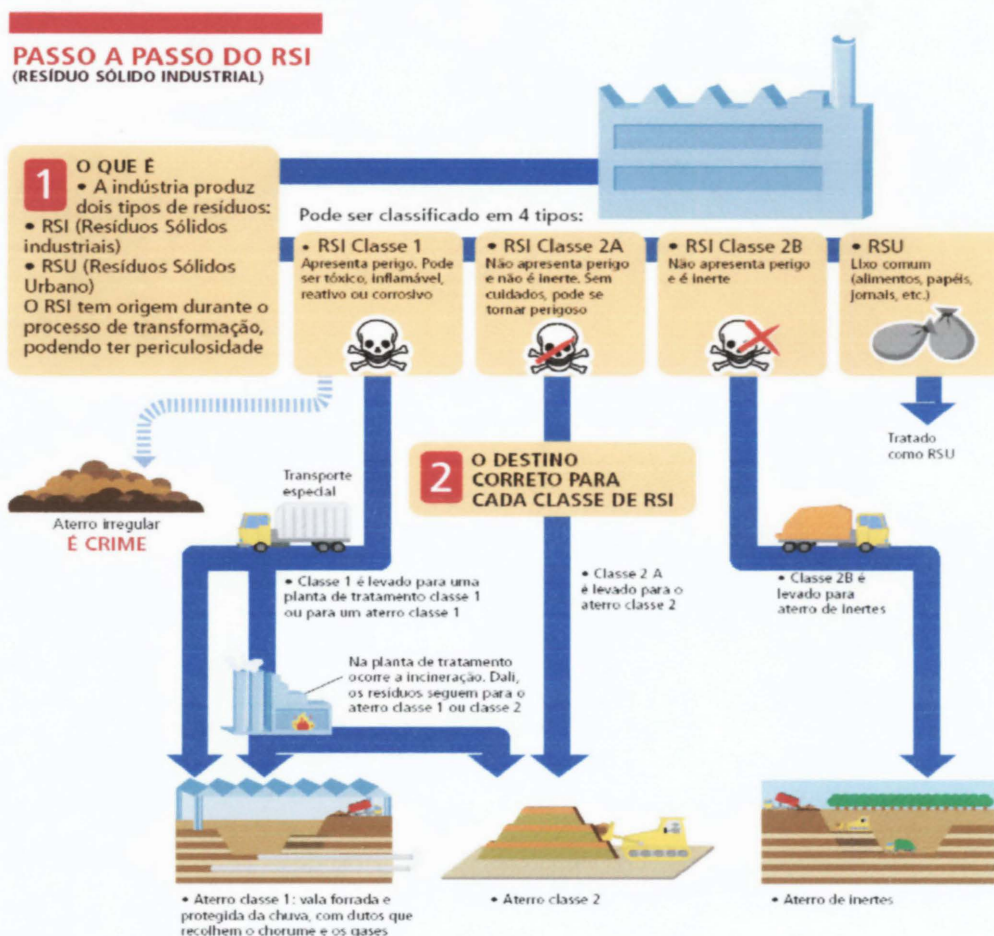 PASSO A PASSO DO RSI
(RESÍDUO SÓLIDO INDUSTRIAL)
1
O QUE É
• A indústria produz
dois tipos de resíduos:
• RSI (Resíduos Sólidos
industriais)
• RSU (Resíduos Sólidos
Urbano)
O RSI tem origem durante o
processo de transformação,
podendo ter periculosidade
Pode ser classificado em 4 tipos:
• RSI Classe 1
Apresenta perigo. Pode
ser tóxico, inflamável,
reativo ou corrosivo
• RSI Classe 2A
Não apresenta perigo
e não é inerte. Sem
cuidados, pode se
tornar perigoso
• RSI Classe 2B
Não apresenta perigo
e é inerte
• RSU
Lixo comum
(alimentos, papéis,
jornais, etc.)
Tratado
como RSU
Aterro irregular
É CRIME
Transporte
especial
2
O DESTINO
CORRETO PARA
CADA CLASSE DE RSI
• Classe 1 é levado para uma
planta de tratamento classe 1
ou para um aterro classe 1
• Classe 2 A
é levado para o
aterro classe 2
• Classe 2B é
levado para
aterro de inertes
Na planta de tratamento
ocorre a incineração. Dali,
os resíduos seguem para o
aterro classe 1 ou classe 2
• Aterro classe 1: vala forrada e
protegida da chuva, com dutos que
recolhem o chorume e os gases
• Aterro classe 2
• Aterro de inertes